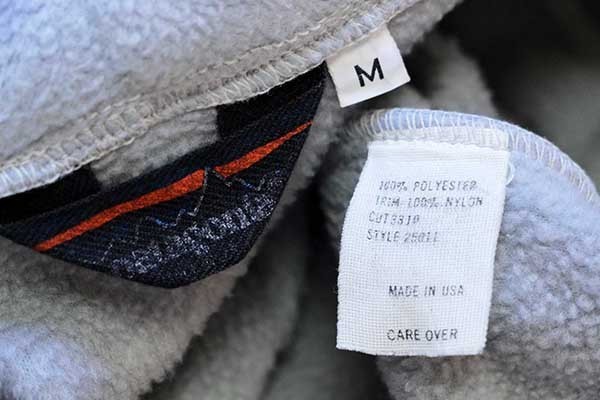 M
100% POLYESTER
TRIM 100% NYLON
CUT3310
STYLE 25011
MADE IN USA
CARE OVER